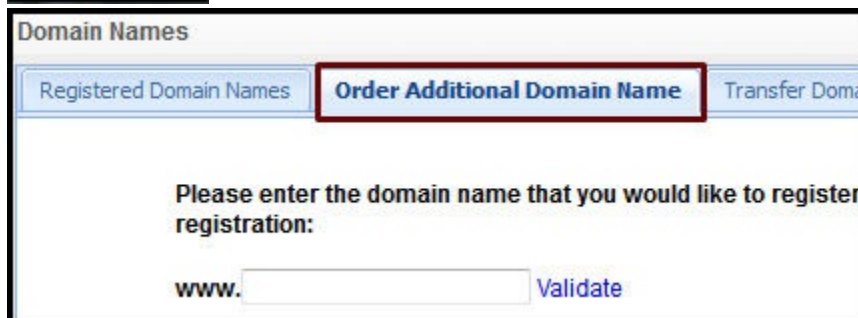 Domain Names
Registered Domain Names Order Additional Domain Name Transfer
Please enter the domain name that you would like to register
registration:
www. Validate